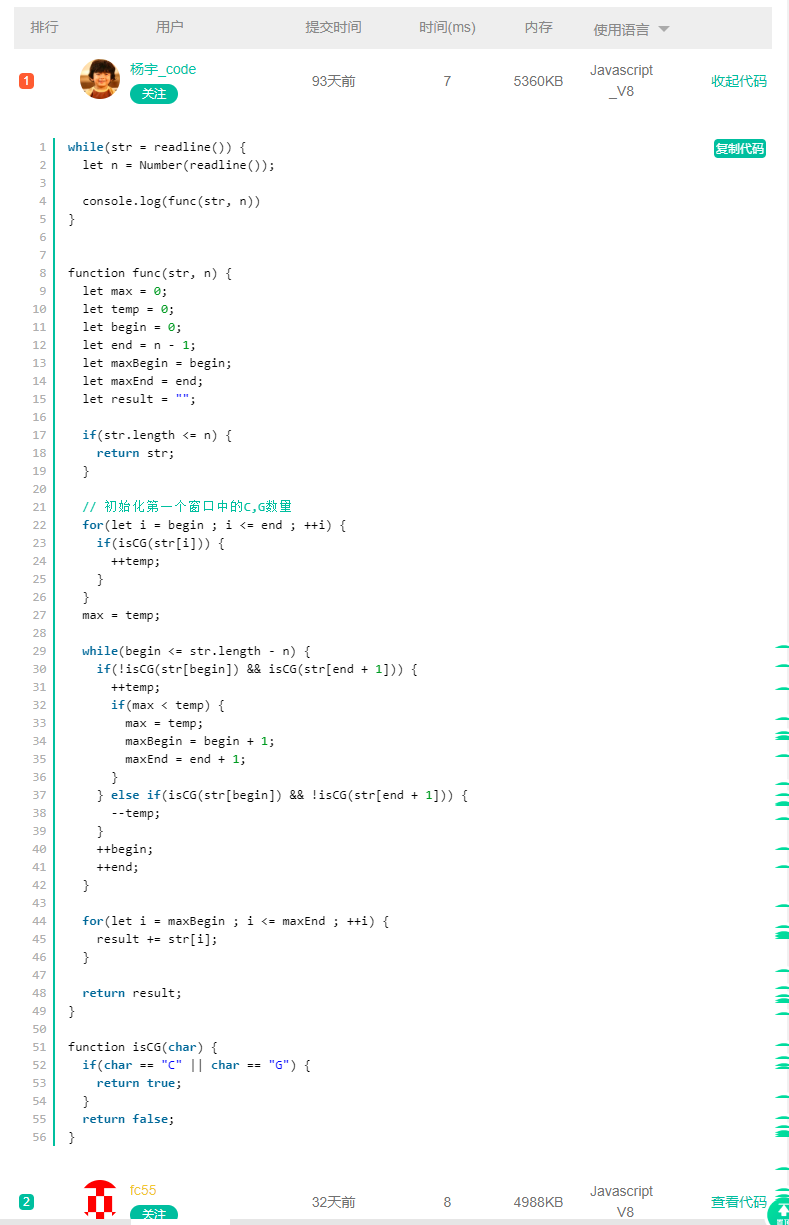 排行 用户 提交时间 时间(ms) 内存 使用语言
1 杨宇_code 关注 93天前 7 5360KB Javascript_V8 收起代码
复制代码
1 while(str = readline()) {
2   let n = Number(readline());
3
4   console.log(func(str, n))
5 }
6
7
8 function func(str, n) {
9   let max = 0;
10   let temp = 0;
11   let begin = 0;
12   let end = n - 1;
13   let maxBegin = begin;
14   let maxEnd = end;
15   let result = "";
16
17   if(str.length <= n) {
18     return str;
19   }
20
21   // 初始化第一个窗口中的C,G数量
22   for(let i = begin ; i <= end ; ++i) {
23     if(isCG(str[i])) {
24       ++temp;
25     }
26   }
27   max = temp;
28
29   while(begin <= str.length - n) {
30     if(!isCG(str[begin]) && isCG(str[end + 1])) {
31       ++temp;
32       if(max < temp) {
33         max = temp;
34         maxBegin = begin + 1;
35         maxEnd = end + 1;
36       }
37     } else if(isCG(str[begin]) && !isCG(str[end + 1])) {
38       --temp;
39     }
40     ++begin;
41     ++end;
42   }
43
44   for(let i = maxBegin ; i <= maxEnd ; ++i) {
45     result += str[i];
46   }
47
48   return result;
49 }
50
51 function isCG(char) {
52   if(char == "C" || char == "G") {
53     return true;
54   }
55   return false;
56 }
2 fc55 关注 32天前 8 4988KB Javascript_V8 查看代码